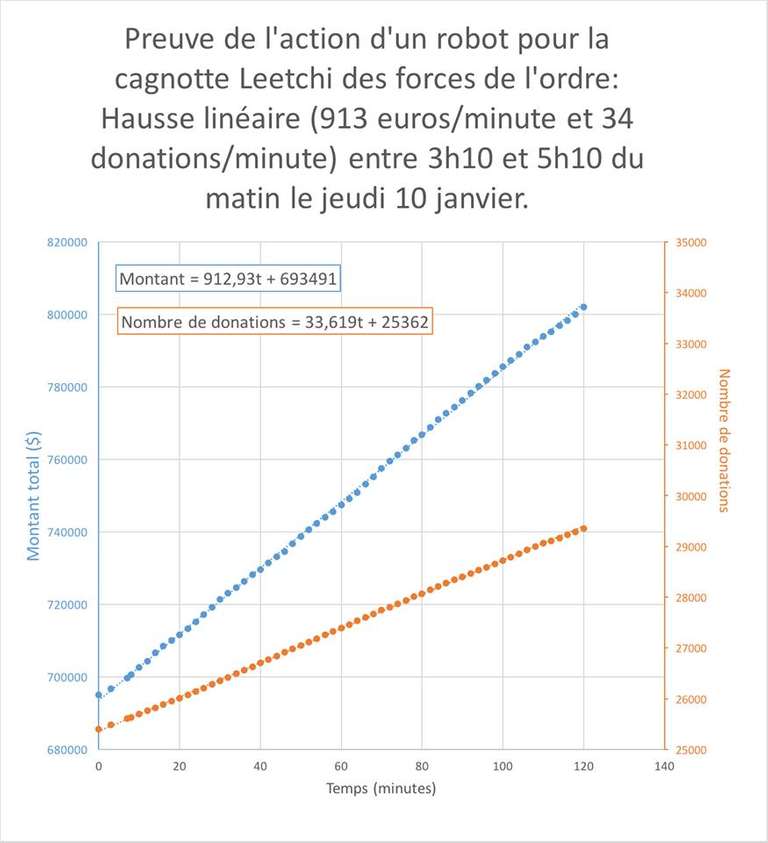 Preuve de l'action d'un robot pour la
cagnotte Leetchi des forces de l'ordre:
Hausse linéaire (913 euros/minute et 34
donations/minute) entre 3h10 et 5h10 du
matin le jeudi 10 janvier.
820000
800000
780000
760000
740000
720000
700000
680000
Montant total ($)
Montant = 912,93t + 693491
Nombre de donations = 33,619t + 25362
35000
34000
33000
32000
31000
30000
29000
28000
27000
26000
25000
Nombre de donations
0 20 40 60 80 100 120 140
Temps (minutes)